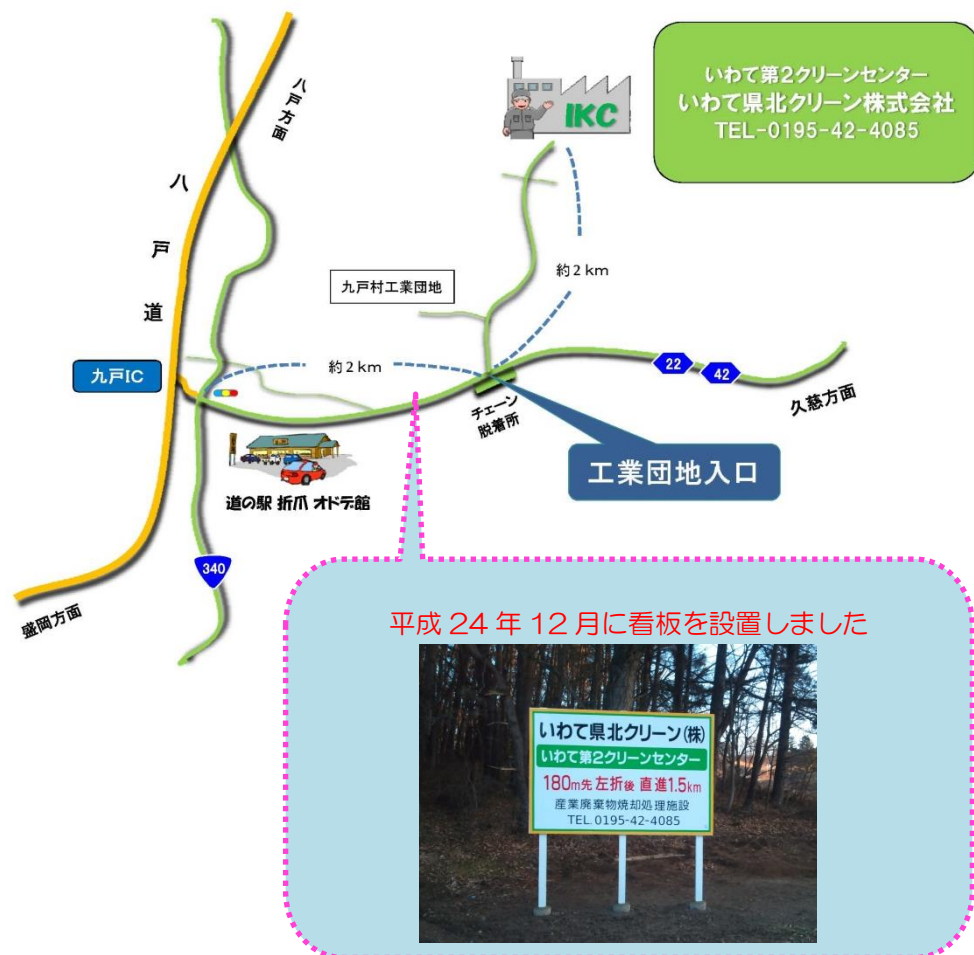 八戸方面
いわて第2クリーンセンター
いわて県北クリーン株式会社
TEL-0195-42-4085
IKC
八戸道
約2km
九戸村工業団地
九戸IC
約2km
22
42
チェーン
脱着所
久慈方面
工業団地入口
道の駅 折爪 オドデ館
340
盛岡方面
平成24年12月に看板を設置しました
いわて県北クリーン(株)
いわて第2クリーンセンター
180m先 左折後 直進1.5km
産業廃棄物焼却処理施設
TEL.0195-42-4085